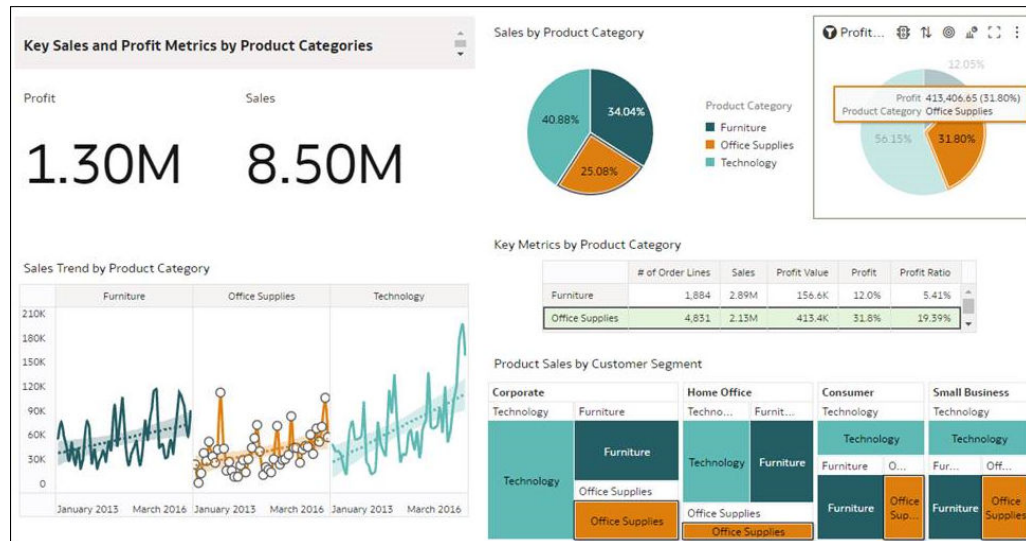 Key Sales and Profit Metrics by Product Categories
Profit
Sales
1.30M
8.50M
Sales by Product Category
40.88%
34.04%
25.08%
Product Category
Furniture
Office Supplies
Technology
Profit...
12.05%
Profit 413,406.65 (31.80%)
Product Category Office Supplies
56.15%
31.80%
Sales Trend by Product Category
Furniture
Office Supplies
Technology
210K
180K
150K
120K
90K
60K
30K
0
January 2013
March 2016
January 2013
March 2016
January 2013
March 2016
Key Metrics by Product Category
# of Order Lines Sales Profit Value Profit Profit Ratio
Furniture 1,884 2.89M 156.6K 12.0% 5.41%
Office Supplies 4,831 2.13M 413.4K 31.8% 19.39%
Product Sales by Customer Segment
Corporate
Technology
Furniture
Technology
Furniture
Office Supplies
Office Supplies
Home Office
Techno...
Furnit...
Technology
Furniture
Office Supplies
Office Supplies
Consumer
Technology
Technology
Furniture
O...
Furniture
Office
Sup...
Small Business
Technology
Technology
Fur...
Off...
Furniture
Office
Supplies